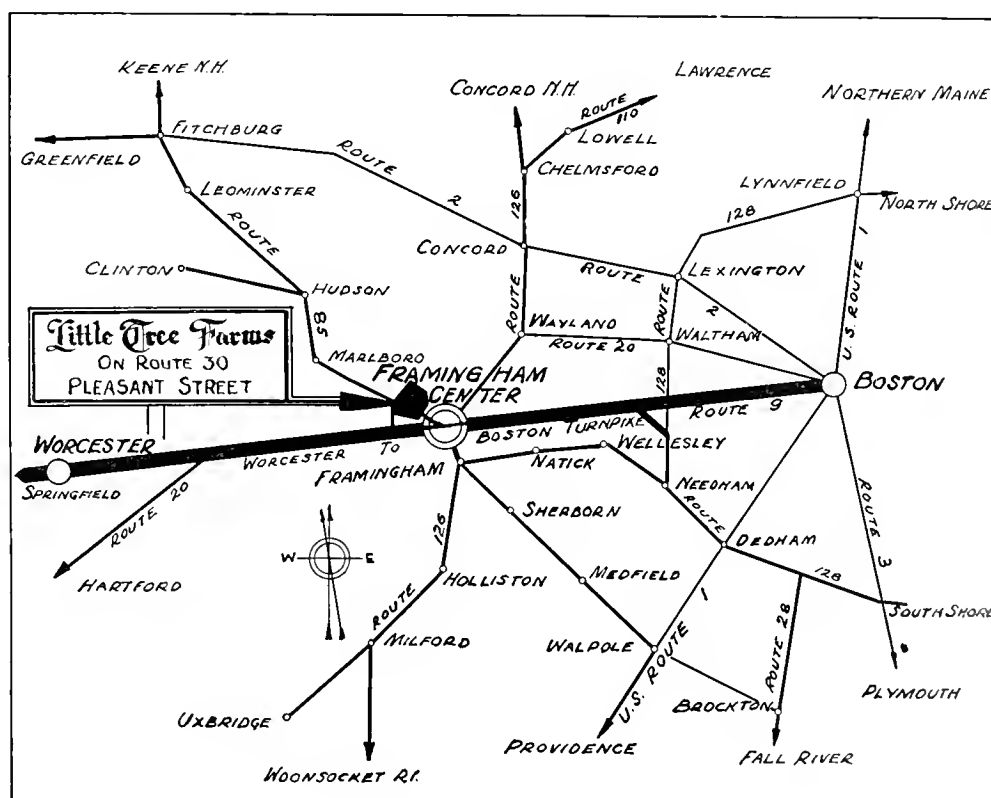 KEENE N.H.
CONCORD N.H.
ROUTE 110
LAWRENCE
NORTHERN MAINE
FITCHBURG
GREENFIELD
LOWELL
CHELMSFORD
ROUTE 2
LEOMINSTER
LYNNFIELD
NORTH SHORE
128
126
ROUTE
CONCORD
CLINTON
ROUTE
LEXINGTON
HUDSON
U.S. ROUTE 1
2
85
ROUTE
WAYLAND
ROUTE
WALTHAM
ROUTE 20
Little Tree Farms
ON ROUTE 30
PLEASANT STREET
MARLBORO
FRAMINGHAM
CENTER
128
BOSTON
ROUTE 9
BOSTON TURNPIKE
WORCESTER
WORCESTER
TO
WELLESLEY
SPRINGFIELD
FRAMINGHAM
NATICK
NEEDHAM
ROUTE 20
SHERBORN
ROUTE
ROUTE 3
DEDHAM
126
W
E
HARTFORD
HOLLISTON
MEDFIELD
128
SOUTH SHORE
ROUTE
MILFORD
WALPOLE
U.S. ROUTE 1
ROUTE 28
PLYMOUTH
UXBRIDGE
BROCKTON
PROVIDENCE
FALL RIVER
WOONSOCKET R.I.